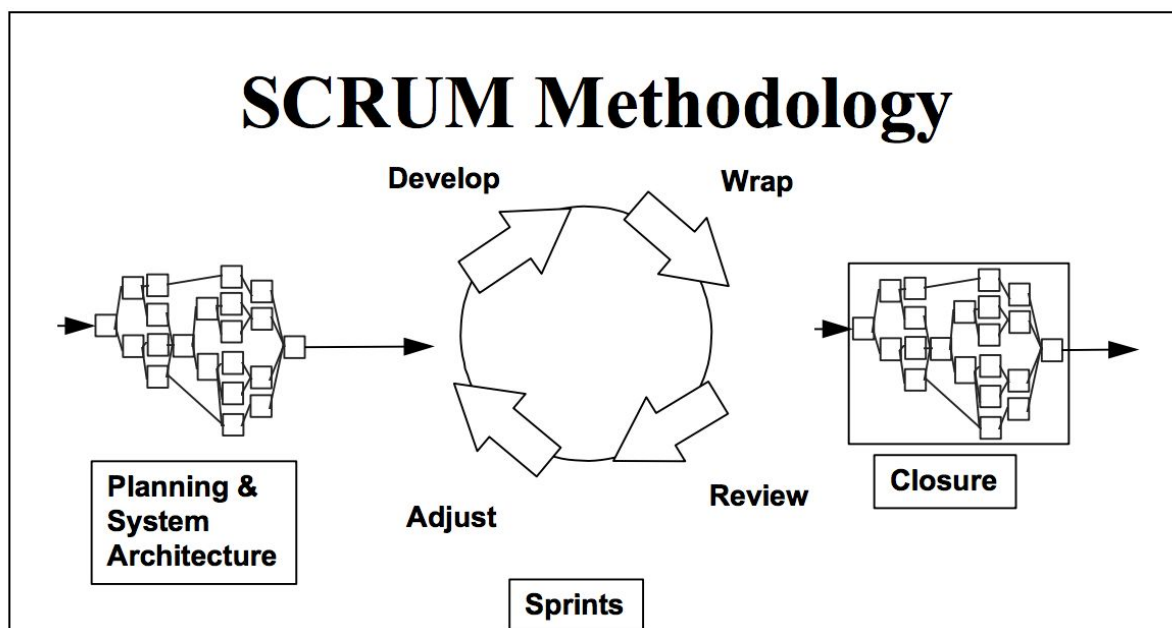 SCRUM Methodology
Develop
Wrap
Planning &
System
Architecture
Adjust
Review
Closure
Sprints